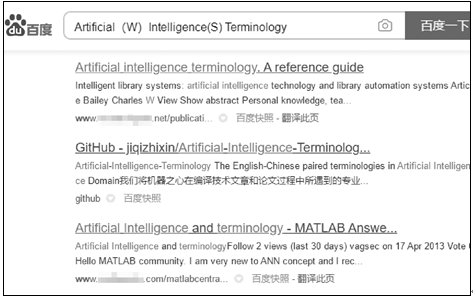 du百度 Artificial (W) Intelligence(S) Terminology 百度一下
Artificial intelligence terminology. A reference guide
Intelligent library systems: artificial intelligence technology and library automation systems Artic
e Bailey Charles W View Show abstract Personal knowledge, tea...
www. .net/publicati... 百度快照 - 翻译此页
GitHub - jiqizhixin/Artificial-Intelligence-Terminolog...
Artificial-Intelligence-Terminology The English-Chinese paired terminologies in Artificial Intelligen
ce Domain我们将机器之心在编译技术文章和论文过程中所遇到的专业...
github 百度快照
Artificial Intelligence and terminology - MATLAB Answe...
Artificial Intelligence and terminologyFollow 2 views (last 30 days) vagsec on 17 Apr 2013 Vote
Hello MATLAB community. I am very new to ANN concept and I rec...
www. .com/matlabcentra... 百度快照 - 翻译此页